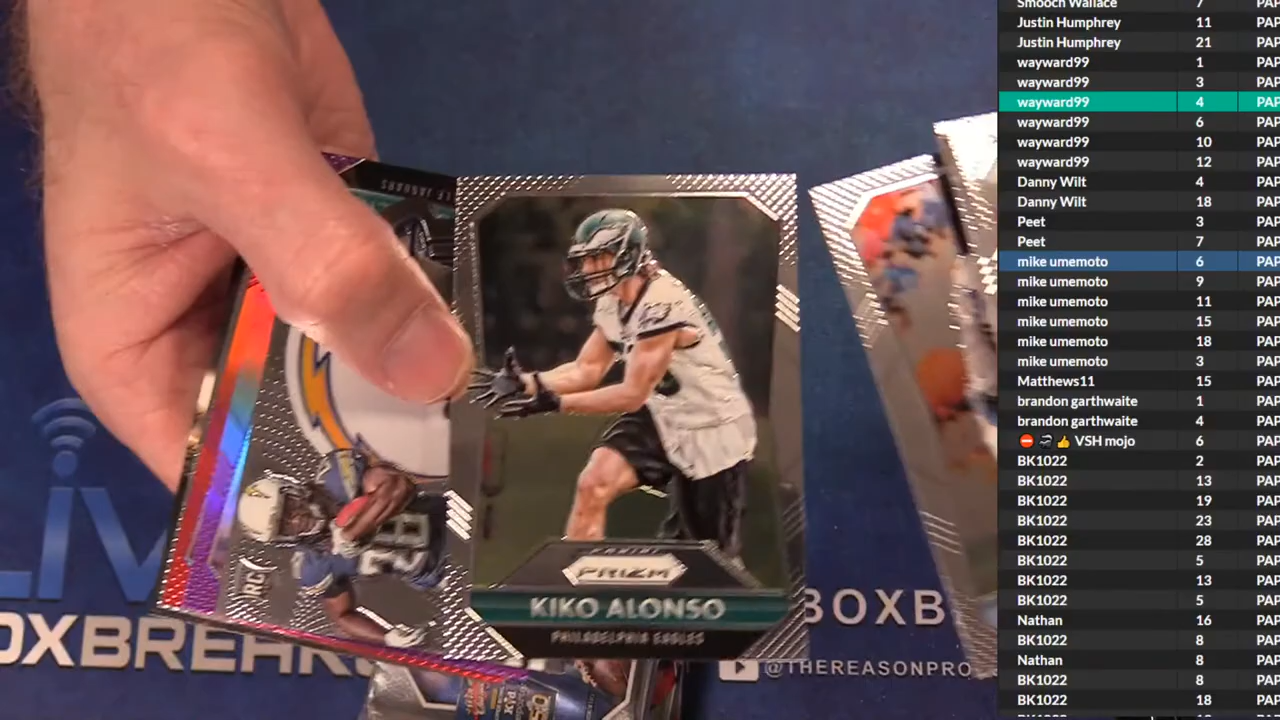 Smooch Wallace 7 PAP
Justin Humphrey 11 PAP
Justin Humphrey 21 PAP
wayward99 1 PAP
wayward99 3 PAP
wayward99 4 PAP
wayward99 6 PAP
wayward99 10 PAP
wayward99 12 PAP
Danny Wilt 4 PAP
Danny Wilt 18 PAP
Peet 3 PAP
Peet 7 PAP
mike umemoto 6 PAP
mike umemoto 9 PAP
mike umemoto 11 PAP
mike umemoto 15 PAP
mike umemoto 18 PAP
mike umemoto 3 PAP
Matthews11 15 PAP
brandon garthwaite 1 PAP
brandon garthwaite 4 PAP
⛔ 👍 VSH mojo 6 PAP
BK1022 2 PAP
BK1022 13 PAP
BK1022 19 PAP
BK1022 23 PAP
BK1022 28 PAP
BK1022 5 PAP
BK1022 13 PAP
BK1022 5 PAP
Nathan 16 PAP
BK1022 8 PAP
Nathan 8 PAP
BK1022 8 PAP
BK1022 18 PAP
RC
28
PANINI
PRIZM
KIKO ALONSO
PHILADELPHIA EAGLES
LIV
OXBREAK
BOXB
@THEREASONPRO